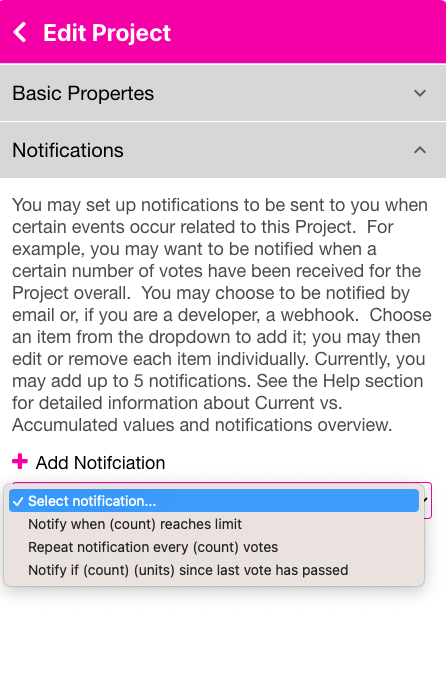 Edit Project
Basic Propertes
Notifications
You may set up notifications to be sent to you when
certain events occur related to this Project.  For
example, you may want to be notified when a
certain number of votes have been received for the
Project overall.  You may choose to be notified by
email or, if you are a developer, a webhook.  Choose
an item from the dropdown to add it; you may then
edit or remove each item individually. Currently, you
may add up to 5 notifications. See the Help section
for detailed information about Current vs.
Accumulated values and notifications overview.
Add Notifciation
Select notification...
Notify when (count) reaches limit
Repeat notification every (count) votes
Notify if (count) (units) since last vote has passed